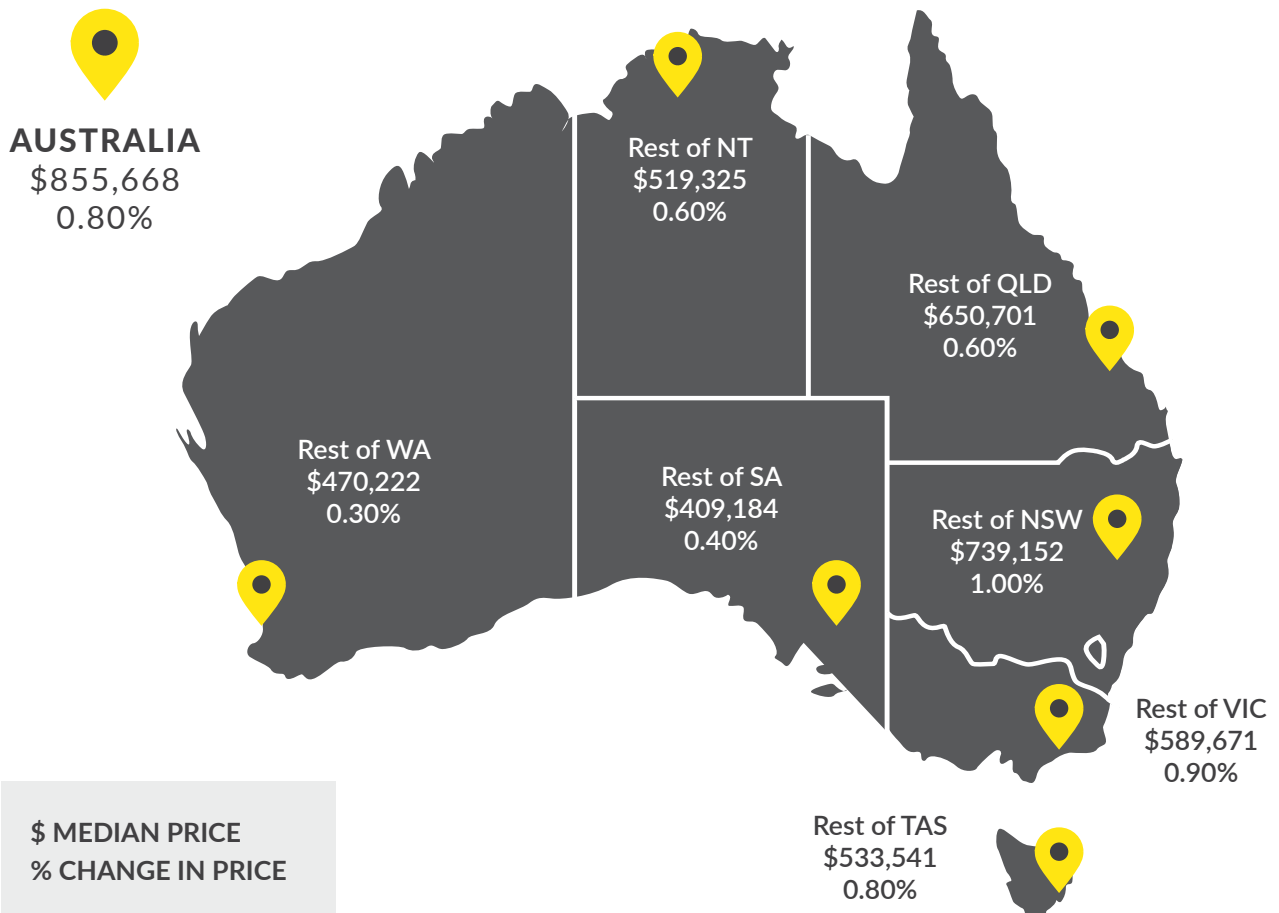 AUSTRALIA
$855,668
0.80%
Rest of NT
$519,325
0.60%
Rest of QLD
$650,701
0.60%
Rest of WA
$470,222
0.30%
Rest of SA
$409,184
0.40%
Rest of NSW
$739,152
1.00%
Rest of VIC
$589,671
0.90%
Rest of TAS
$533,541
0.80%
$ MEDIAN PRICE
% CHANGE IN PRICE